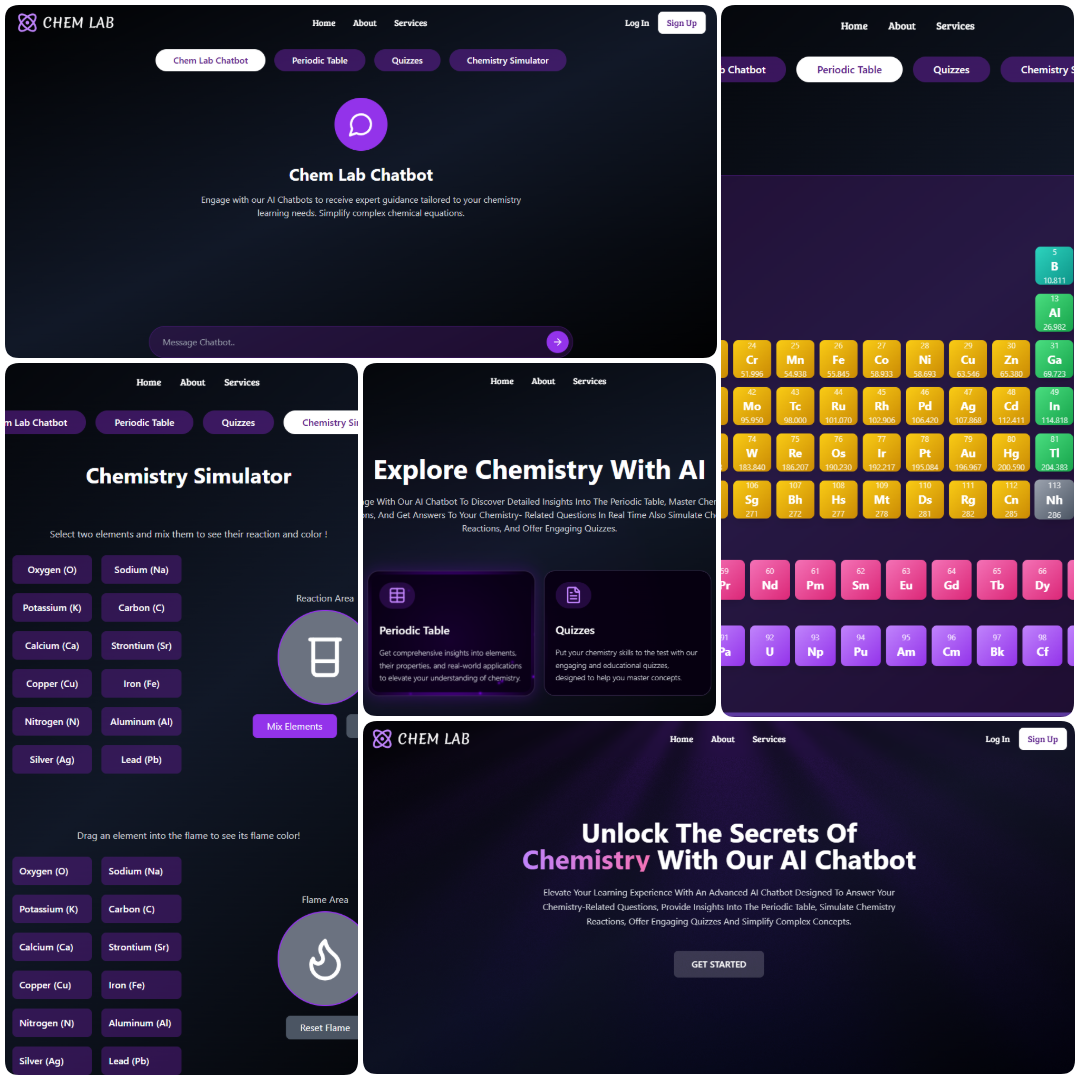 CHEM LAB
Home About Services
Log In Sign Up
Chem Lab Chatbot Periodic Table Quizzes Chemistry Simulator
Chem Lab Chatbot
Engage with our AI Chatbots to receive expert guidance tailored to your chemistry
learning needs. Simplify complex chemical equations.
Message Chatbot..
Home About Services
Chatbot Periodic Table Quizzes Chemistry
5
B
10.811
13
Al
26.982
24 25 26 27 28 29 30 31
Cr Mn Fe Co Ni Cu Zn Ga
51.996 54.938 55.845 58.933 58.693 63.546 65.380 69.723
42 43 44 45 46 47 48 49
Mo Tc Ru Rh Pd Ag Cd In
95.950 98.000 101.070 102.906 106.420 107.868 112.411 114.818
74 75 76 77 78 79 80 81
W Re Os Ir Pt Au Hg Tl
183.840 186.207 190.230 192.217 195.084 196.967 200.590 204.383
106 107 108 109 110 111 112 113
Sg Bh Hs Mt Ds Rg Cn Nh
271 270 277 278 281 282 285 286
59 60 61 62 63 64 65 66
Pr Nd Pm Sm Eu Gd Tb Dy
91 92 93 94 95 96 97 98
Pa U Np Pu Am Cm Bk Cf
Home About Services
m Lab Chatbot Periodic Table Quizzes Chemistry Si
Chemistry Simulator
Select two elements and mix them to see their reaction and color !
Oxygen (O) Sodium (Na)
Potassium (K) Carbon (C)
Calcium (Ca) Strontium (Sr)
Copper (Cu) Iron (Fe)
Nitrogen (N) Aluminum (Al)
Silver (Ag) Lead (Pb)
Reaction Area
Mix Elements
Drag an element into the flame to see its flame color!
Oxygen (O) Sodium (Na)
Potassium (K) Carbon (C)
Calcium (Ca) Strontium (Sr)
Copper (Cu) Iron (Fe)
Nitrogen (N) Aluminum (Al)
Silver (Ag) Lead (Pb)
Flame Area
Reset Flame
Home About Services
Explore Chemistry With AI
ge With Our AI Chatbot To Discover Detailed Insights Into The Periodic Table, Master Cher
ons, And Get Answers To Your Chemistry- Related Questions In Real Time Also Simulate Ch
Reactions, And Offer Engaging Quizzes.
Periodic Table
Get comprehensive insights into elements,
their properties, and real-world applications
to elevate your understanding of chemistry.
Quizzes
Put your chemistry skills to the test with our
engaging and educational quizzes,
designed to help you master concepts.
CHEM LAB
Home About Services
Log In Sign Up
Unlock The Secrets Of
Chemistry With Our AI Chatbot
Elevate Your Learning Experience With An Advanced AI Chatbot Designed To Answer Your
Chemistry-Related Questions, Provide Insights Into The Periodic Table, Simulate Chemistry
Reactions, Offer Engaging Quizzes And Simplify Complex Concepts.
GET STARTED